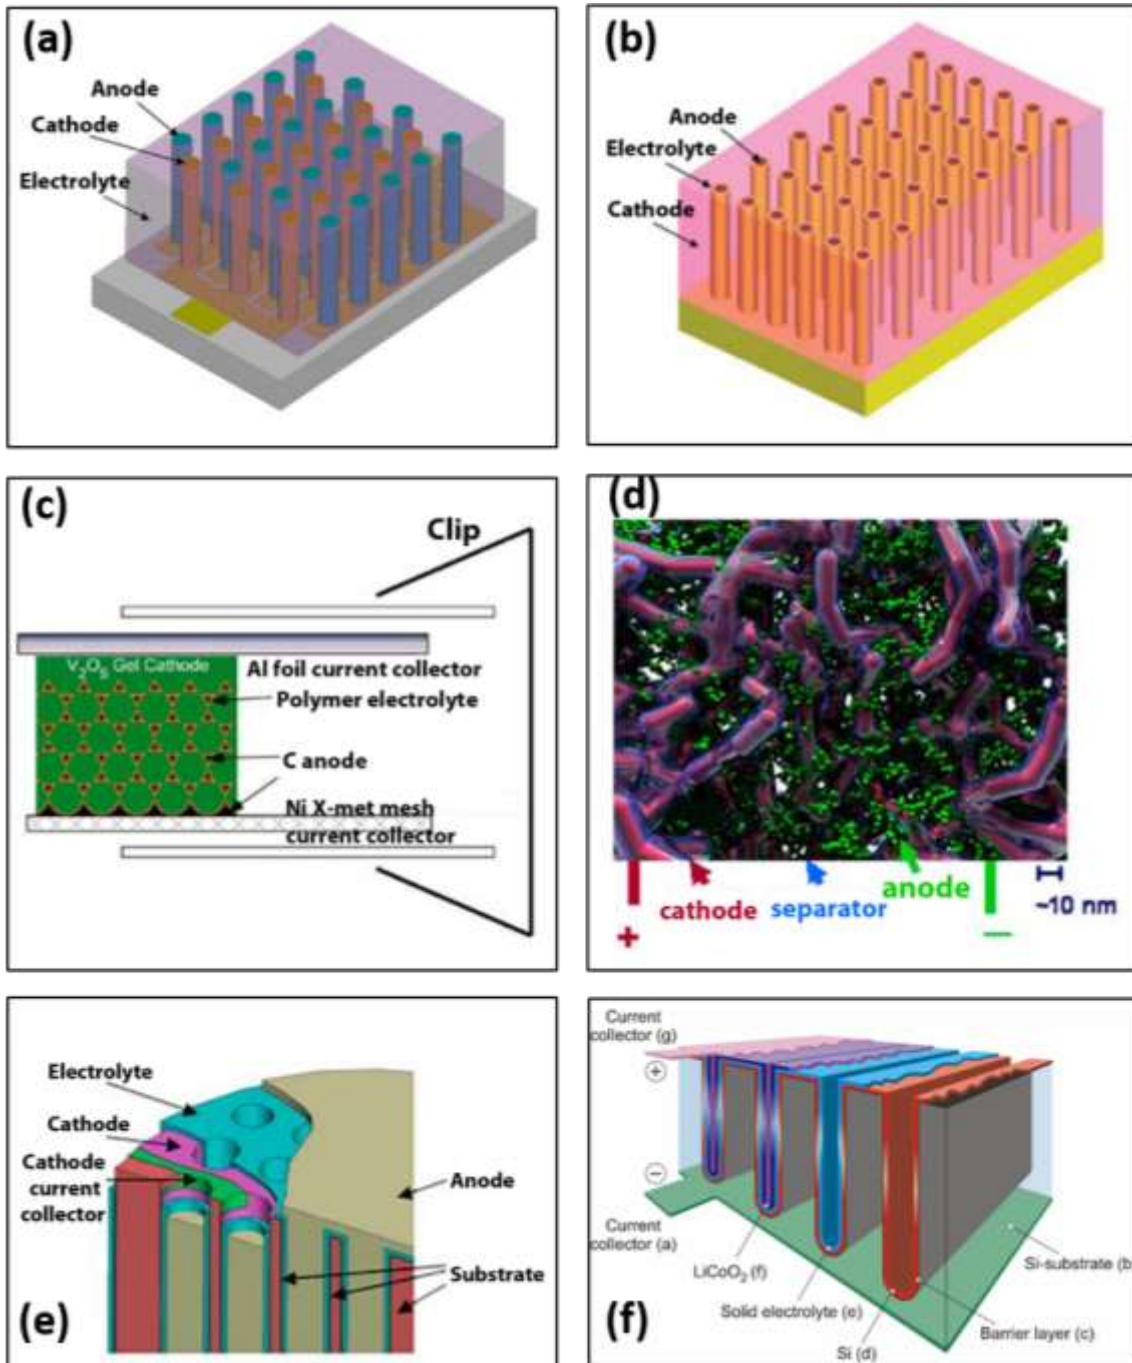 (a)
Anode
Cathode
Electrolyte
(b)
Anode
Electrolyte
Cathode
(c)
Clip
V2O5 Gel Cathode
Al foil current collector
Polymer electrolyte
C anode
Ni X-met mesh
current collector
(d)
cathode
separator
anode
~10 nm
+
—
(e)
Electrolyte
Cathode
Cathode
current
collector
Anode
Substrate
(f)
Current
collector (g)
+
−
Current
collector (a)
LiCoO2 (f)
Solid electrolyte (e)
Si (d)
Barrier layer (c)
Si-substrate (b